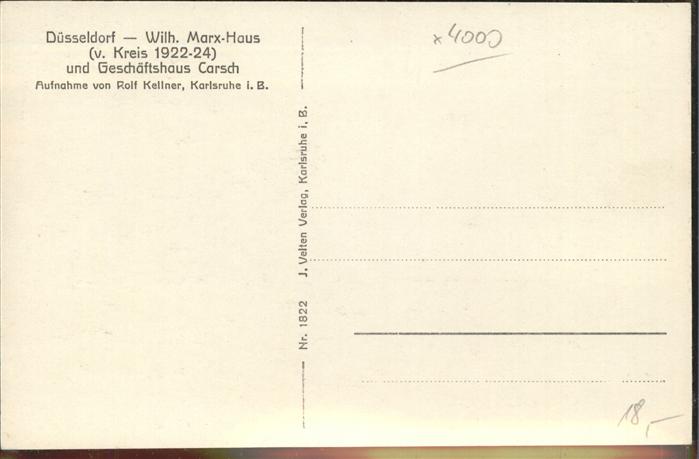 Düsseldorf — Wilh. Marx-Haus
(v. Kreis 1922-24)
und Geschäftshaus Carsch
Aufnahme von Rolf Kellner, Karlsruhe i. B.
Nr. 1822 J. Velten Verlag, Karlsruhe i. B.
x 4000
18,—